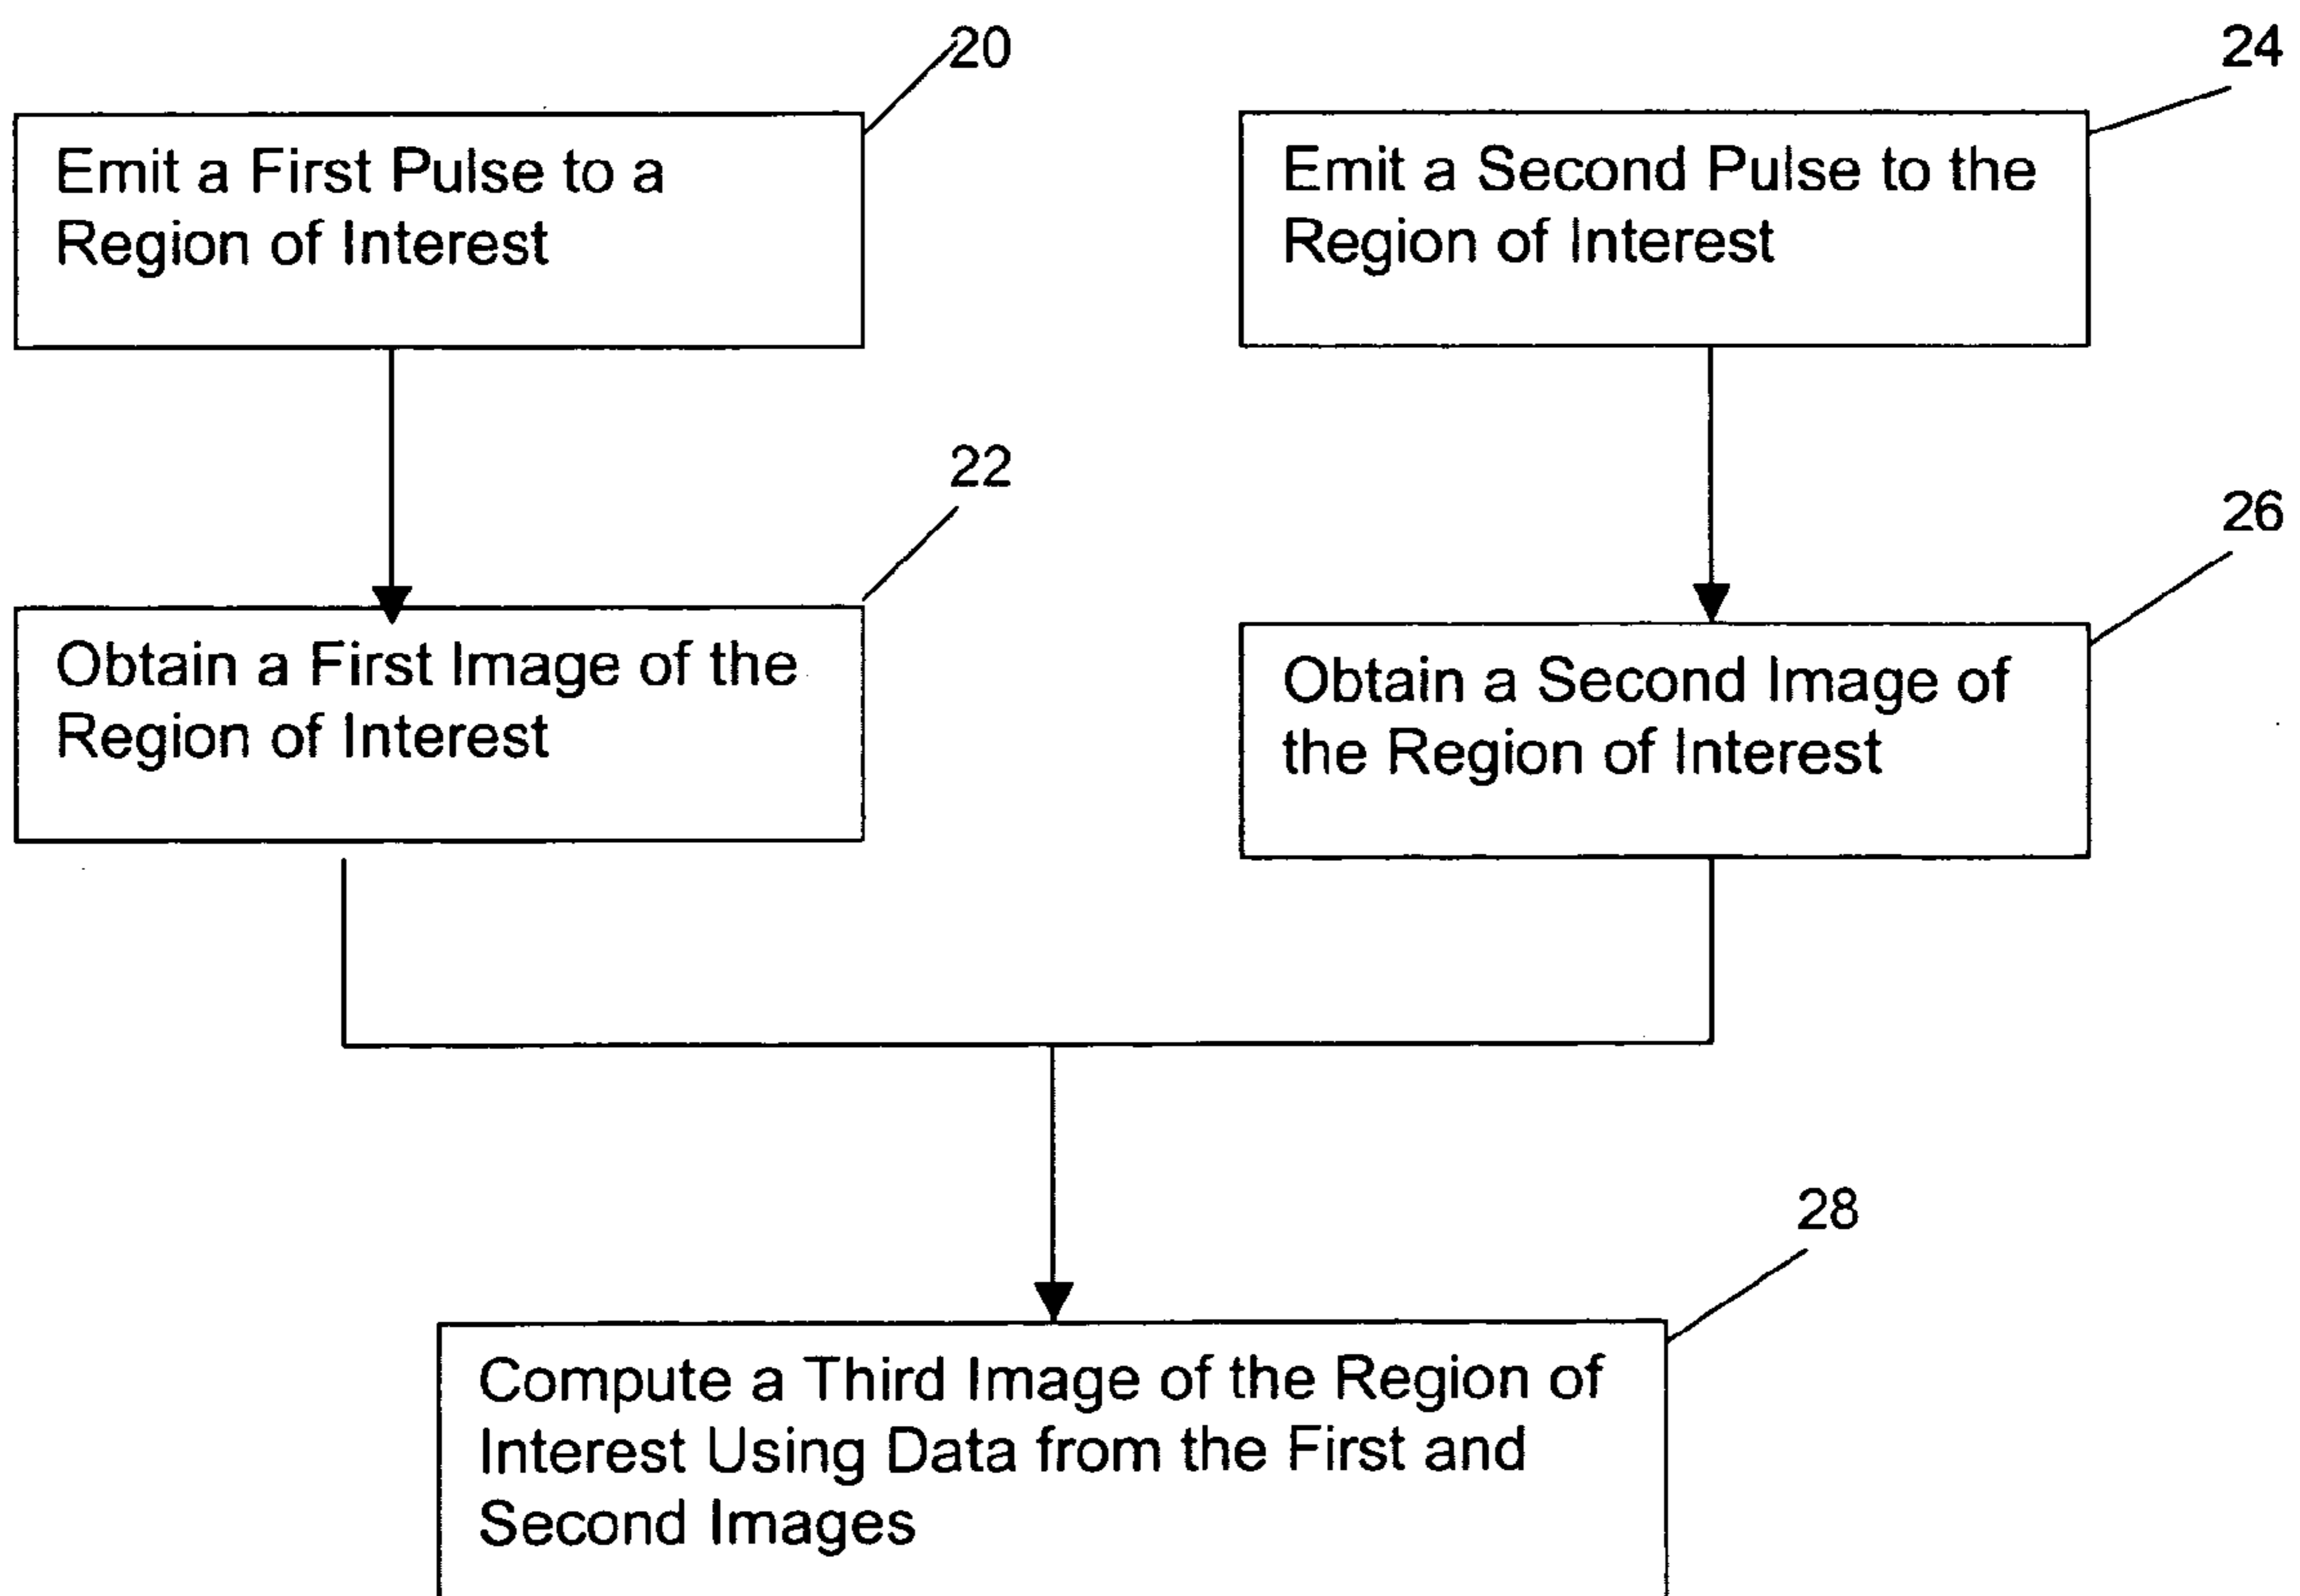 20
Emit a First Pulse to a
Region of Interest
24
Emit a Second Pulse to the
Region of Interest
22
Obtain a First Image of the
Region of Interest
26
Obtain a Second Image of
the Region of Interest
28
Compute a Third Image of the Region of
Interest Using Data from the First and
Second Images